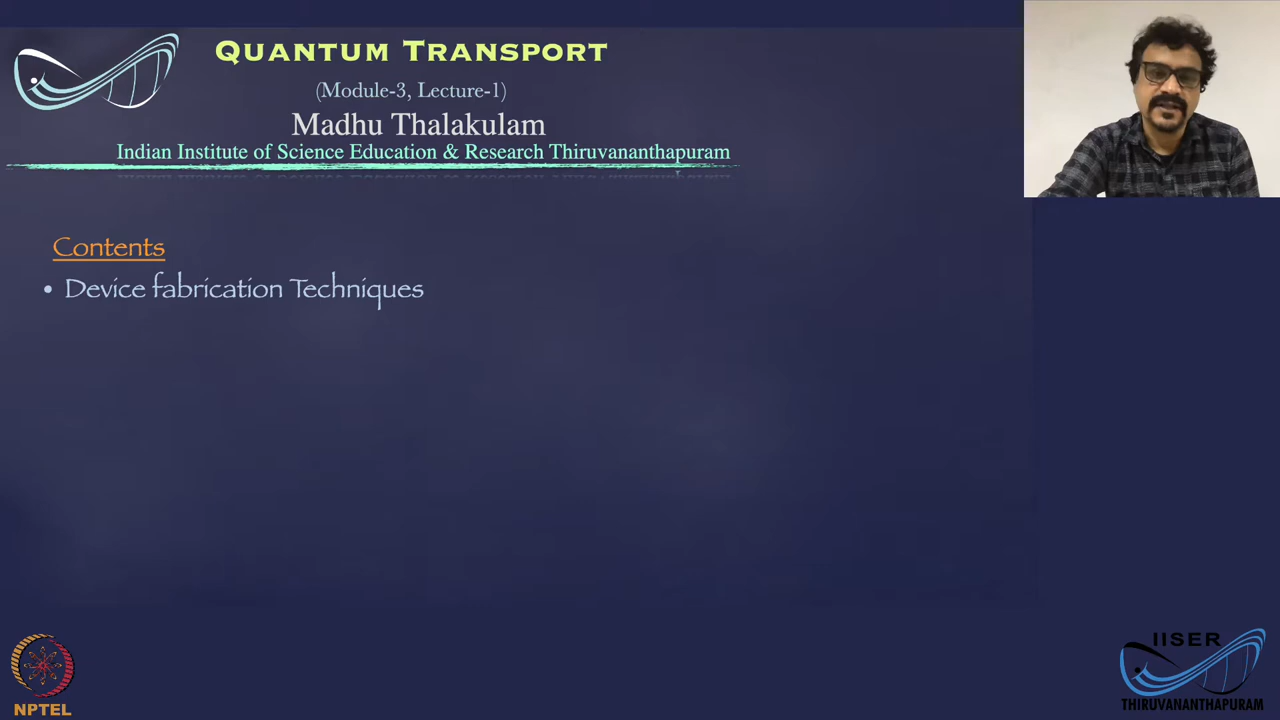 QUANTUM TRANSPORT
(Module-3, Lecture-1)
Madhu Thalakulam
Indian Institute of Science Education & Research Thiruvananthapuram
Contents
• Device fabrication Techniques
NPTEL
IISER
THIRUVANANTHAPURAM